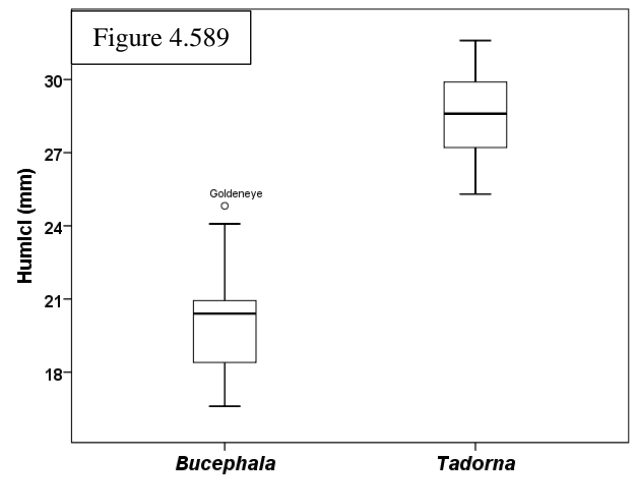 Figure 4.589
Humlcl (mm)
30
27
24
21
18
Goldeneye
Bucephala
Tadorna